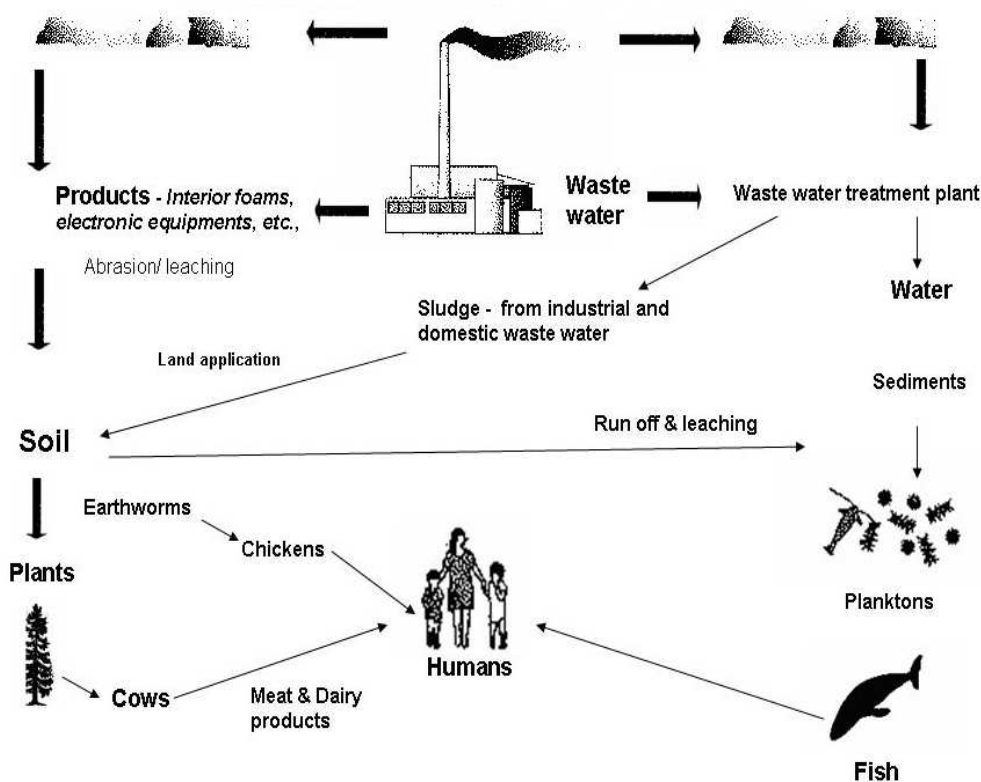 Products - Interior foams,
electronic equipments, etc.,
Waste
water
Waste water treatment plant
Abrasion/ leaching
Water
Sludge - from industrial and
domestic waste water
Land application
Sediments
Soil
Run off & leaching
Earthworms
Chickens
Plants
Planktons
Humans
Cows
Meat & Dairy
products
Fish